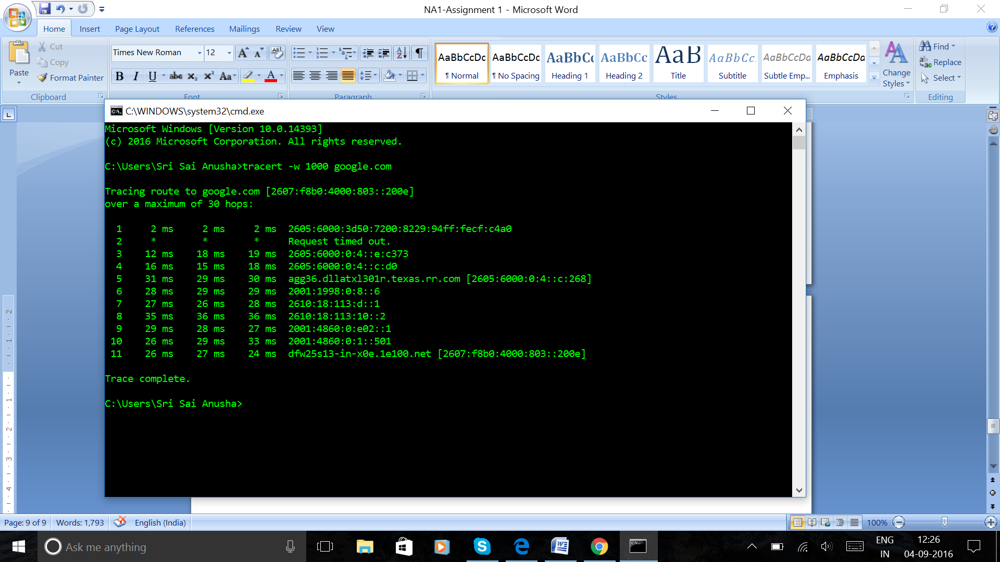 NA1-Assignment 1 - Microsoft Word
Home Insert Page Layout References Mailings Review View
Paste
Cut
Copy
Format Painter
Clipboard
Times New Roman 12
B I U abc X₂ X² Aa A
Font
Paragraph
AaBbCcDc AaBbCcDc AaBbC AaBbCc AaB AaBbCc. AaBbCcDa AaBbCcDa
¶ Normal ¶ No Spacing Heading 1 Heading 2 Title Subtitle Subtle Emp... Emphasis
Change
Styles
Styles
Find
Replace
Select
Editing
C:\WINDOWS\system32\cmd.exe
Microsoft Windows [Version 10.0.14393]
(c) 2016 Microsoft Corporation. All rights reserved.
C:\Users\Sri Sai Anusha>tracert -w 1000 google.com
Tracing route to google.com [2607:f8b0:4000:803::200e]
over a maximum of 30 hops:
1 2 ms 2 ms 2 ms 2605:6000:3d50:7200:8229:94ff:fecf:c4a0
2 * * * Request timed out.
3 12 ms 18 ms 19 ms 2605:6000:0:4::e:c373
4 16 ms 15 ms 18 ms 2605:6000:0:4::c:d0
5 31 ms 29 ms 30 ms agg36.dllatxl301r.texas.rr.com [2605:6000:0:4::c:268]
6 28 ms 29 ms 29 ms 2001:1998:0:8::6
7 27 ms 26 ms 28 ms 2610:18:113:d::1
8 35 ms 36 ms 36 ms 2610:18:113:10::2
9 29 ms 28 ms 27 ms 2001:4860:0:e02::1
10 26 ms 29 ms 33 ms 2001:4860:0:1::501
11 26 ms 27 ms 24 ms dfw25s13-in-x0e.1e100.net [2607:f8b0:4000:803::200e]
Trace complete.
C:\Users\Sri Sai Anusha>
2
1
1
2
3
4
Page: 9 of 9 Words: 1,793 English (India) 100%
Ask me anything
ENG
IN
12:26
04-09-2016